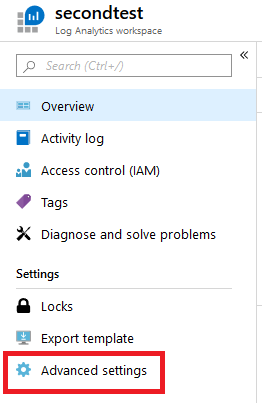 secondtest
Log Analytics workspace
Search (Ctrl+/)
Overview
Activity log
Access control (IAM)
Tags
Diagnose and solve problems
Settings
Locks
Export template
Advanced settings